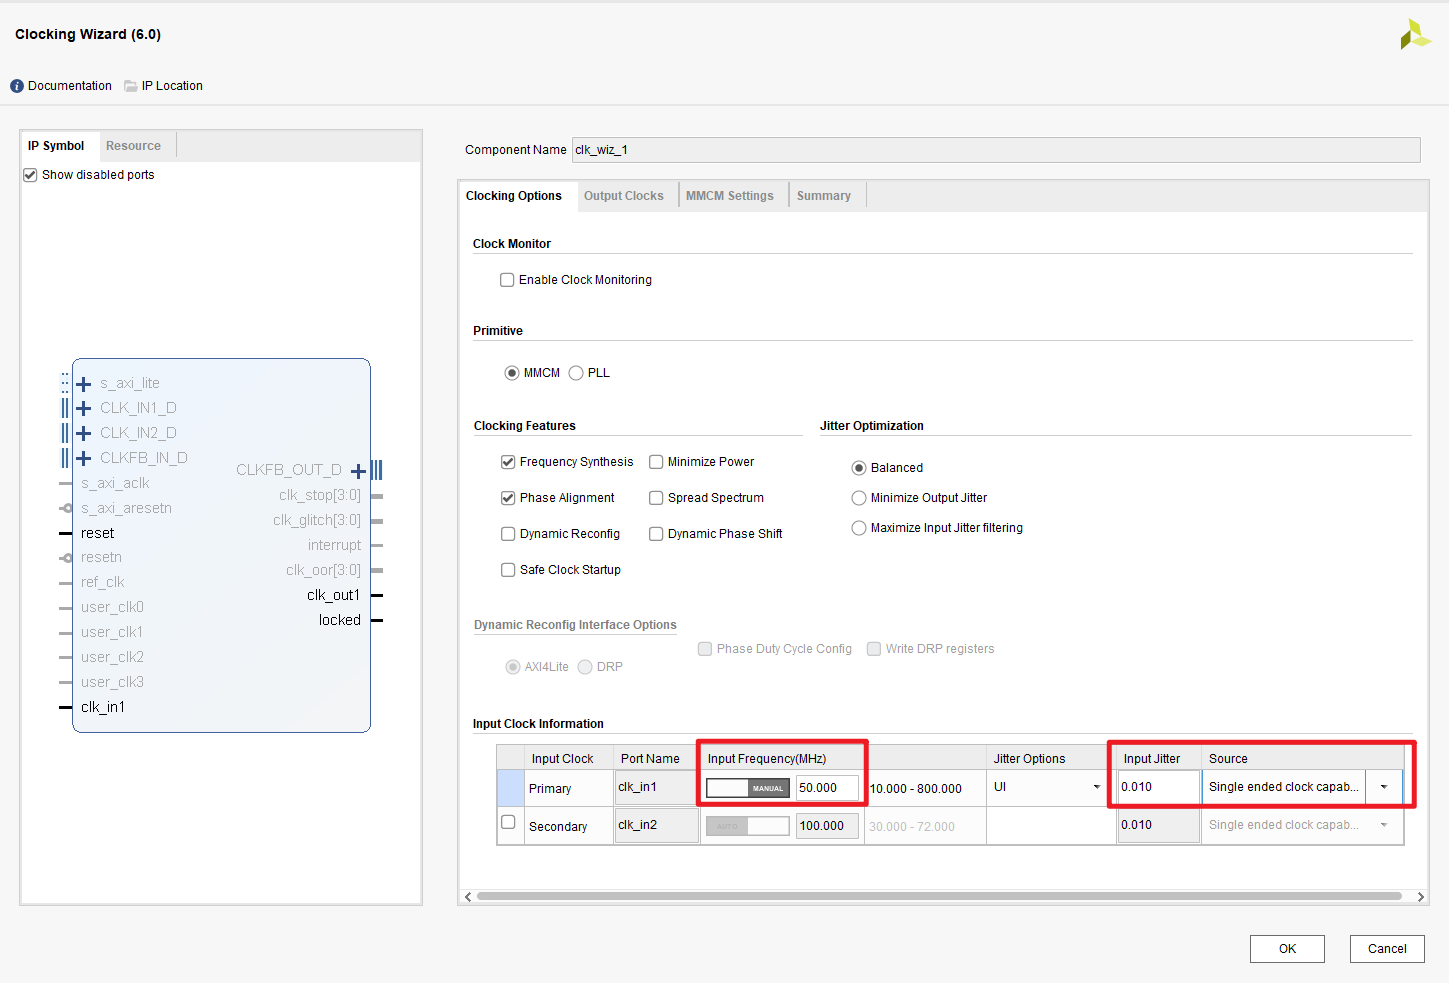 Clocking Wizard (6.0)
Documentation IP Location
IP Symbol Resource
Show disabled ports
s_axi_lite
CLK_IN1_D
CLK_IN2_D
CLKFB_IN_D
s_axi_aclk
s_axi_aresetn
reset
resetn
ref_clk
user_clk0
user_clk1
user_clk2
user_clk3
clk_in1
CLKFB_OUT_D
clk_stop[3:0]
clk_glitch[3:0]
interrupt
clk_oor[3:0]
clk_out1
locked
Component Name clk_wiz_1
Clocking Options Output Clocks MMCM Settings Summary
Clock Monitor
Enable Clock Monitoring
Primitive
MMCM PLL
Clocking Features
Frequency Synthesis Minimize Power
Phase Alignment Spread Spectrum
Dynamic Reconfig Dynamic Phase Shift
Safe Clock Startup
Jitter Optimization
Balanced
Minimize Output Jitter
Maximize Input Jitter filtering
Dynamic Reconfig Interface Options
AXI4Lite DRP
Phase Duty Cycle Config Write DRP registers
Input Clock Information
Input Clock Port Name Input Frequency(MHz) Jitter Options Input Jitter Source
Primary clk_in1 MANUAL 50.000 10.000 - 800.000 UI 0.010 Single ended clock capab...
Secondary clk_in2 AUTO 100.000 30.000 - 72.000 0.010 Single ended clock capab...
OK Cancel